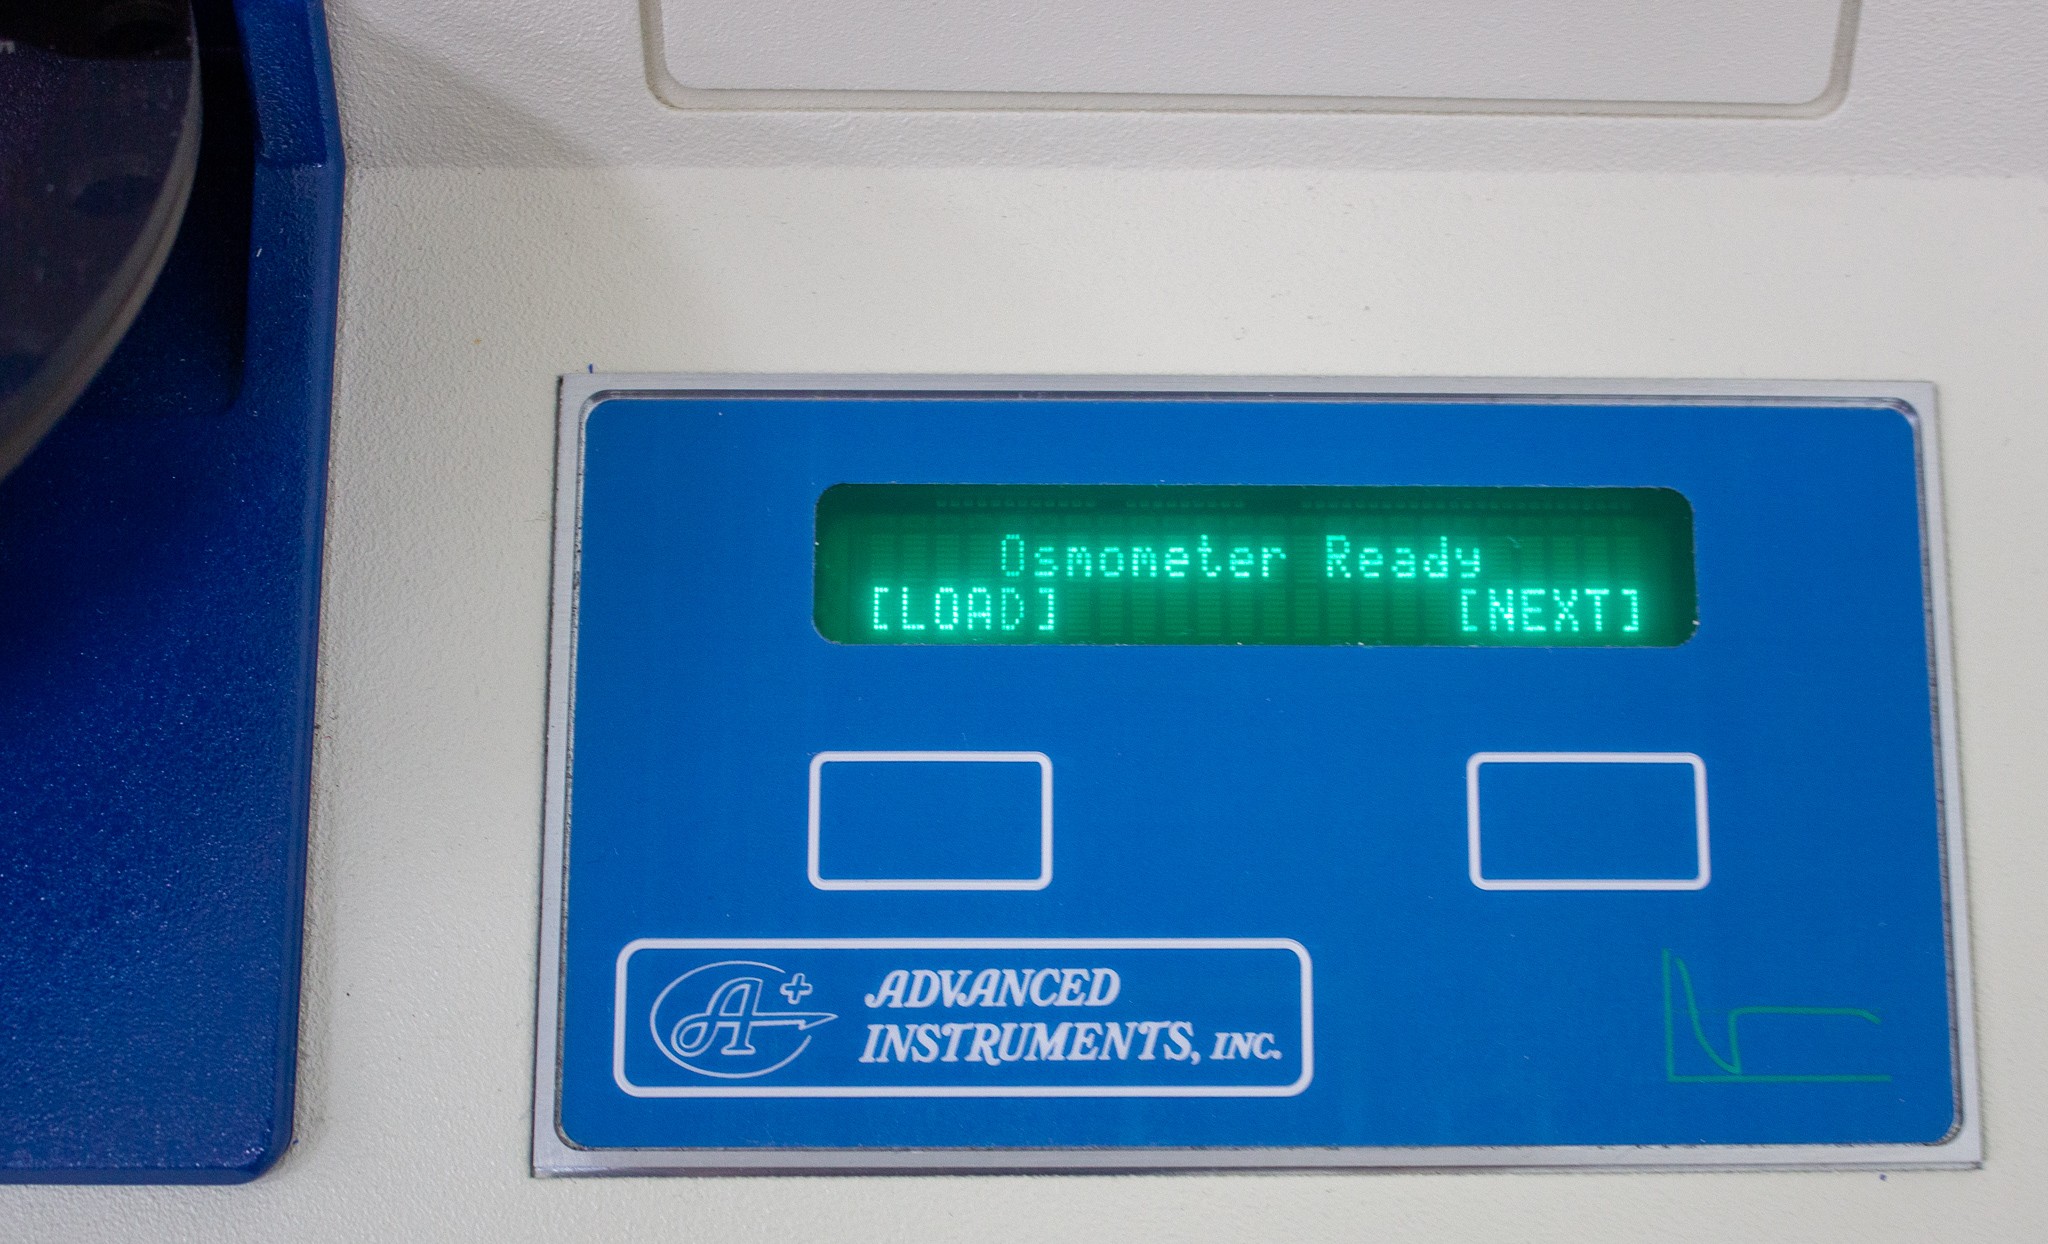 Osmometer Ready
[LOAD] [NEXT]
A+ ADVANCED
INSTRUMENTS, INC.